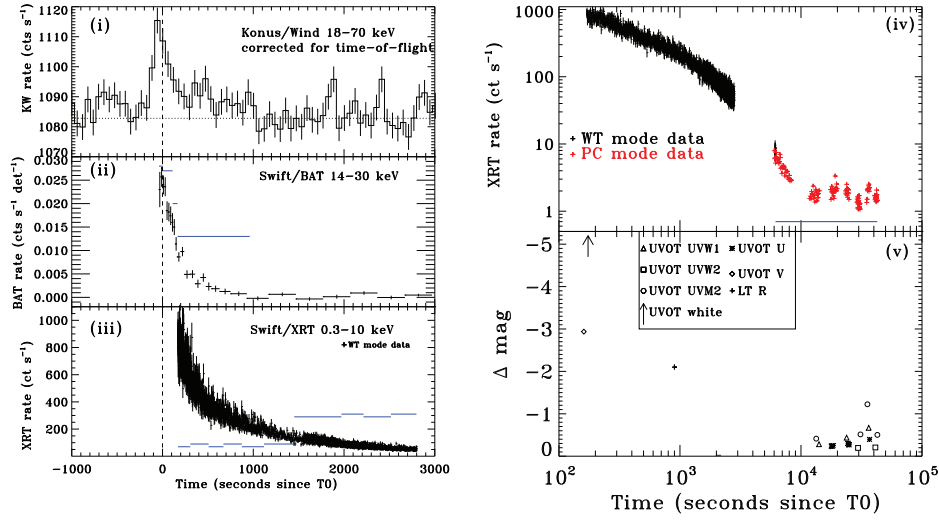 (i)
Konus/Wind 18-70 keV
corrected for time-of-flight
KW rate (cts s⁻¹)
1120
1110
1100
1090
1080
1070
(ii)
Swift/BAT 14-30 keV
BAT rate (cts s⁻¹ det⁻¹)
0.030
0.025
0.020
0.015
0.010
0.005
0.000
(iii)
Swift/XRT 0.3-10 keV
+WT mode data
XRT rate (ct s⁻¹)
1000
800
600
400
200
-1000
0
1000
2000
3000
Time (seconds since T0)
(iv)
XRT rate (ct s⁻¹)
1000
100
10
1
+ WT mode data
+ PC mode data
(v)
Δ mag
-5
-4
-3
-2
-1
0
△ UVOT UVW1
✱ UVOT U
□ UVOT UVW2
◇ UVOT V
○ UVOT UVM2
+ LT R
↑ UVOT white
10²
10³
10⁴
10⁵
Time (seconds since T0)